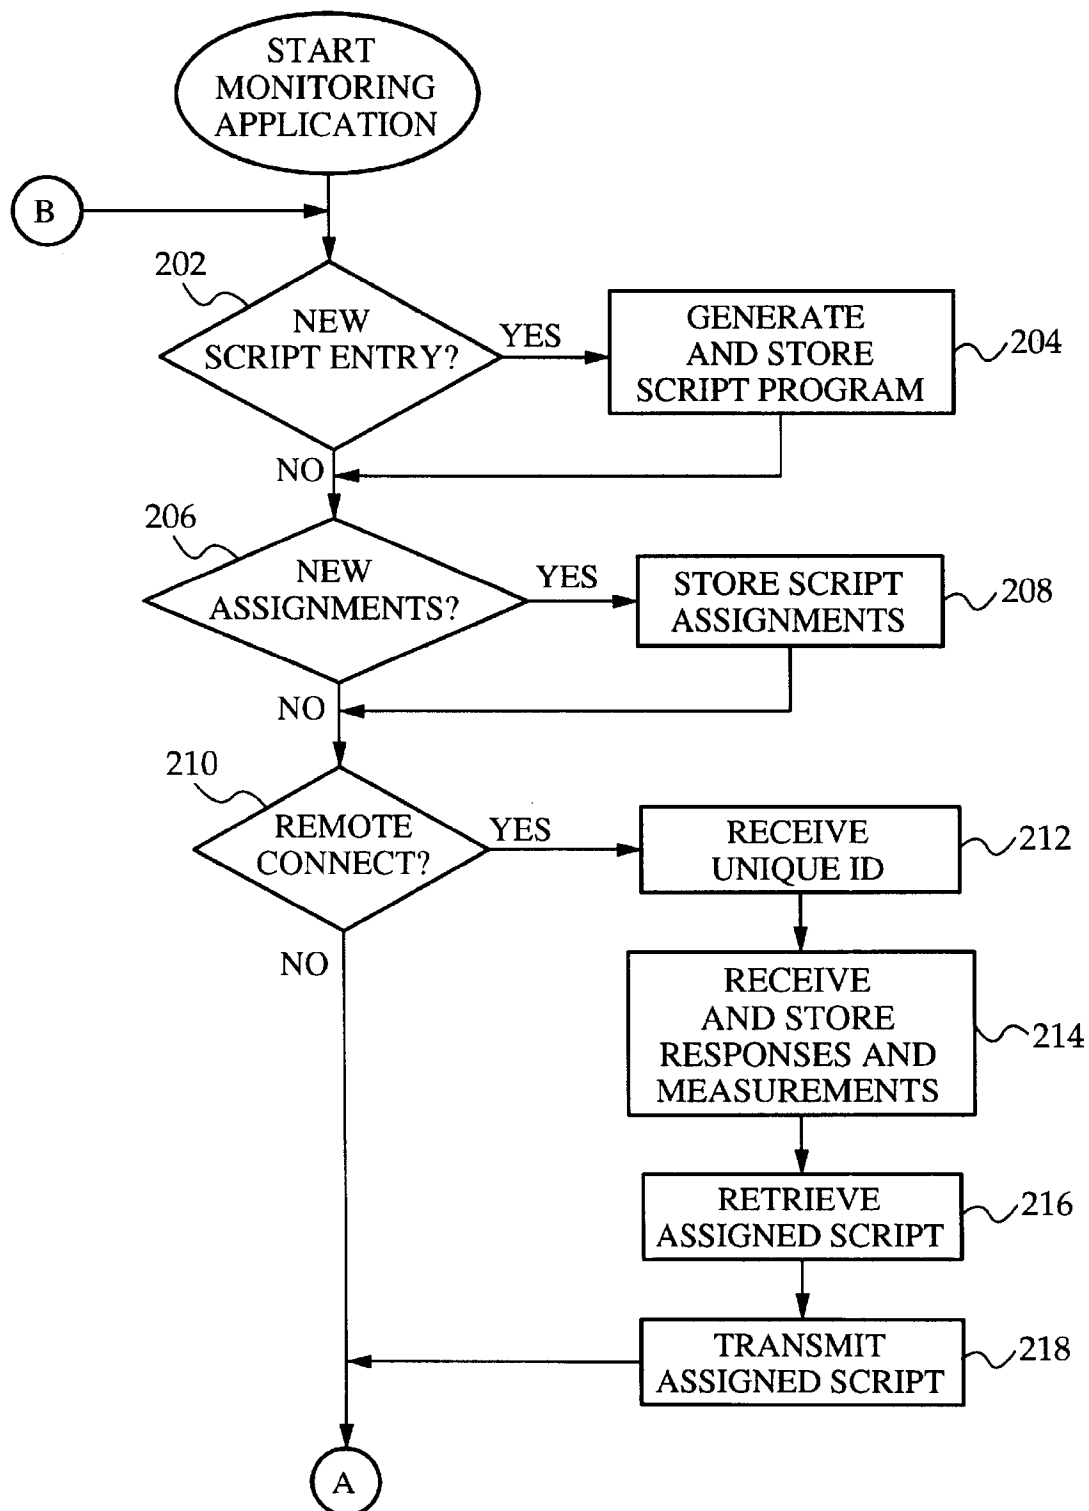 START
MONITORING
APPLICATION
B
202
NEW
SCRIPT ENTRY?
YES
GENERATE
AND STORE
SCRIPT PROGRAM
204
NO
206
NEW
ASSIGNMENTS?
YES
STORE SCRIPT
ASSIGNMENTS
208
NO
210
REMOTE
CONNECT?
YES
RECEIVE
UNIQUE ID
212
NO
RECEIVE
AND STORE
RESPONSES AND
MEASUREMENTS
214
RETRIEVE
ASSIGNED SCRIPT
216
TRANSMIT
ASSIGNED SCRIPT
218
A